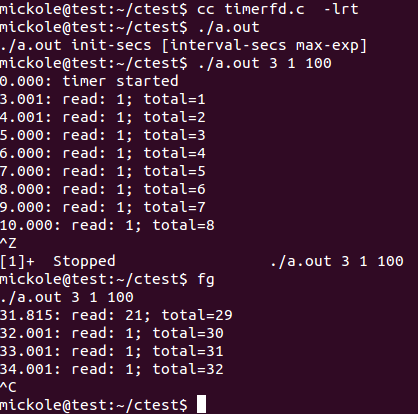 mickole@test:~/ctest$ cc timerfd.c  -lrt
mickole@test:~/ctest$ ./a.out
./a.out init-secs [interval-secs max-exp]
mickole@test:~/ctest$ ./a.out 3 1 100
0.000: timer started
3.001: read: 1; total=1
4.001: read: 1; total=2
5.000: read: 1; total=3
6.000: read: 1; total=4
7.000: read: 1; total=5
8.000: read: 1; total=6
9.000: read: 1; total=7
10.000: read: 1; total=8
^Z
[1]+  Stopped                 ./a.out 3 1 100
mickole@test:~/ctest$ fg
./a.out 3 1 100
31.815: read: 21; total=29
32.001: read: 1; total=30
33.001: read: 1; total=31
34.001: read: 1; total=32
^C
mickole@test:~/ctest$